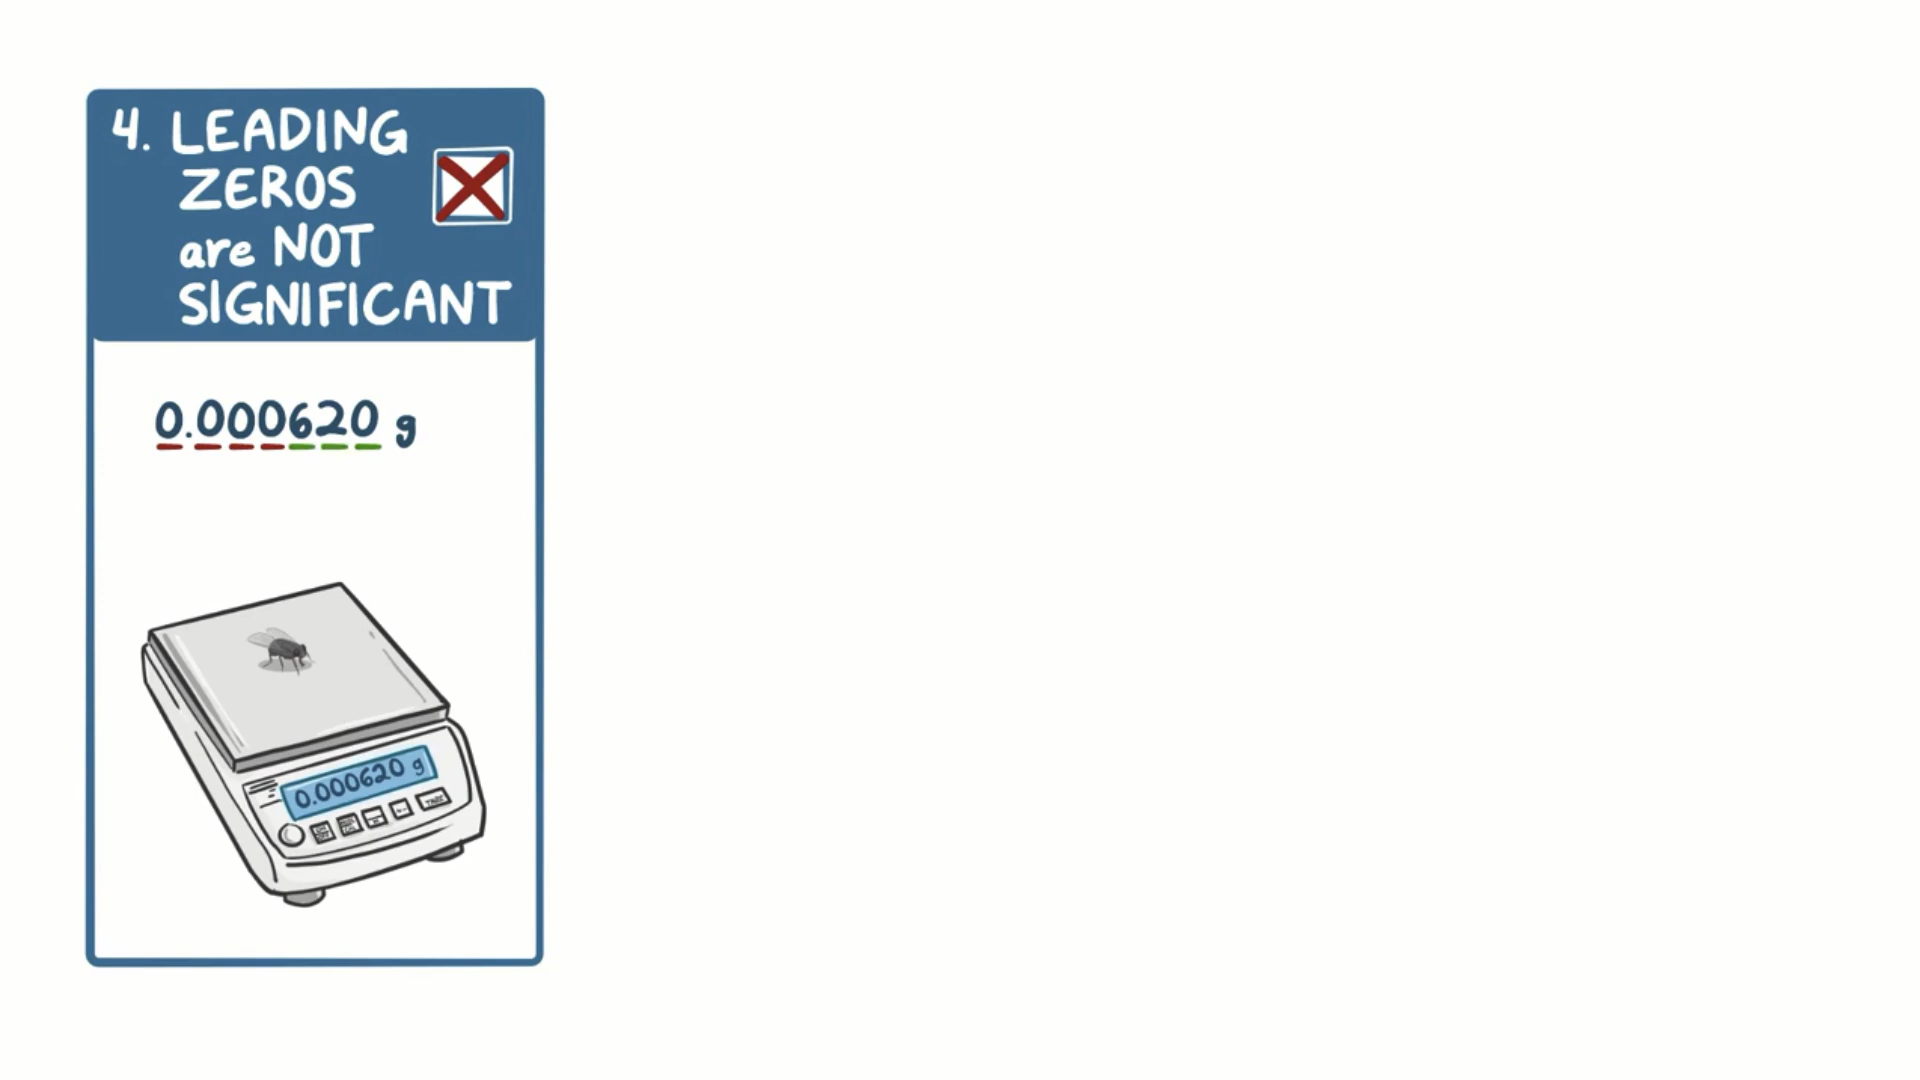 4. LEADING
ZEROS
are NOT
SIGNIFICANT
0.000620 g
0.000620 g